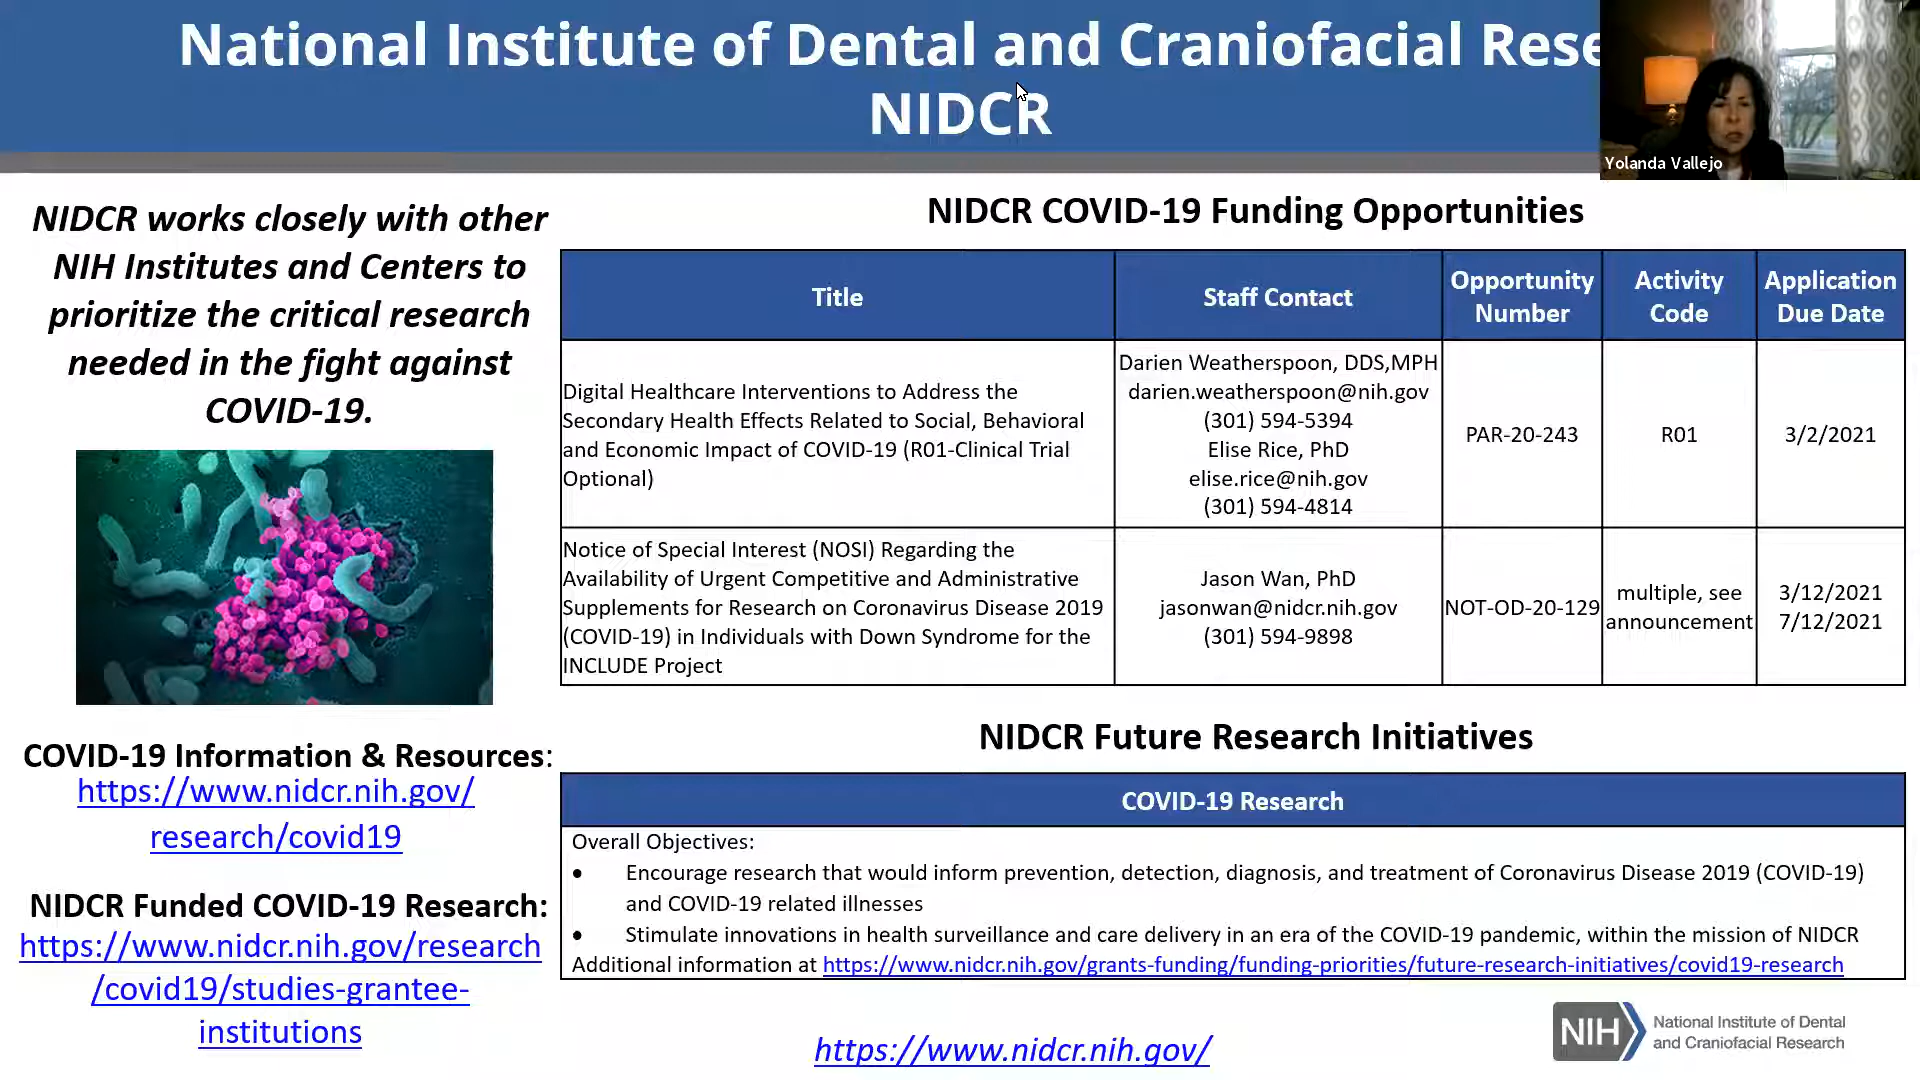 National Institute of Dental and Craniofacial Rese
NIDCR
Yolanda Vallejo
NIDCR works closely with other
NIH Institutes and Centers to
prioritize the critical research
needed in the fight against
COVID-19.
COVID-19 Information & Resources:
https://www.nidcr.nih.gov/
research/covid19
NIDCR Funded COVID-19 Research:
https://www.nidcr.nih.gov/research
/covid19/studies-grantee-
institutions
NIDCR COVID-19 Funding Opportunities
Title
Staff Contact
Opportunity
Number
Activity
Code
Application
Due Date
Digital Healthcare Interventions to Address the
Secondary Health Effects Related to Social, Behavioral
and Economic Impact of COVID-19 (R01-Clinical Trial
Optional)
Darien Weatherspoon, DDS,MPH
darien.weatherspoon@nih.gov
(301) 594-5394
Elise Rice, PhD
elise.rice@nih.gov
(301) 594-4814
PAR-20-243
R01
3/2/2021
Notice of Special Interest (NOSI) Regarding the
Availability of Urgent Competitive and Administrative
Supplements for Research on Coronavirus Disease 2019
(COVID-19) in Individuals with Down Syndrome for the
INCLUDE Project
Jason Wan, PhD
jasonwan@nidcr.nih.gov
(301) 594-9898
NOT-OD-20-129
multiple, see
announcement
3/12/2021
7/12/2021
NIDCR Future Research Initiatives
COVID-19 Research
Overall Objectives:
• Encourage research that would inform prevention, detection, diagnosis, and treatment of Coronavirus Disease 2019 (COVID-19)
and COVID-19 related illnesses
• Stimulate innovations in health surveillance and care delivery in an era of the COVID-19 pandemic, within the mission of NIDCR
Additional information at https://www.nidcr.nih.gov/grants-funding/funding-priorities/future-research-initiatives/covid19-research
https://www.nidcr.nih.gov/
NIH
National Institute of Dental
and Craniofacial Research